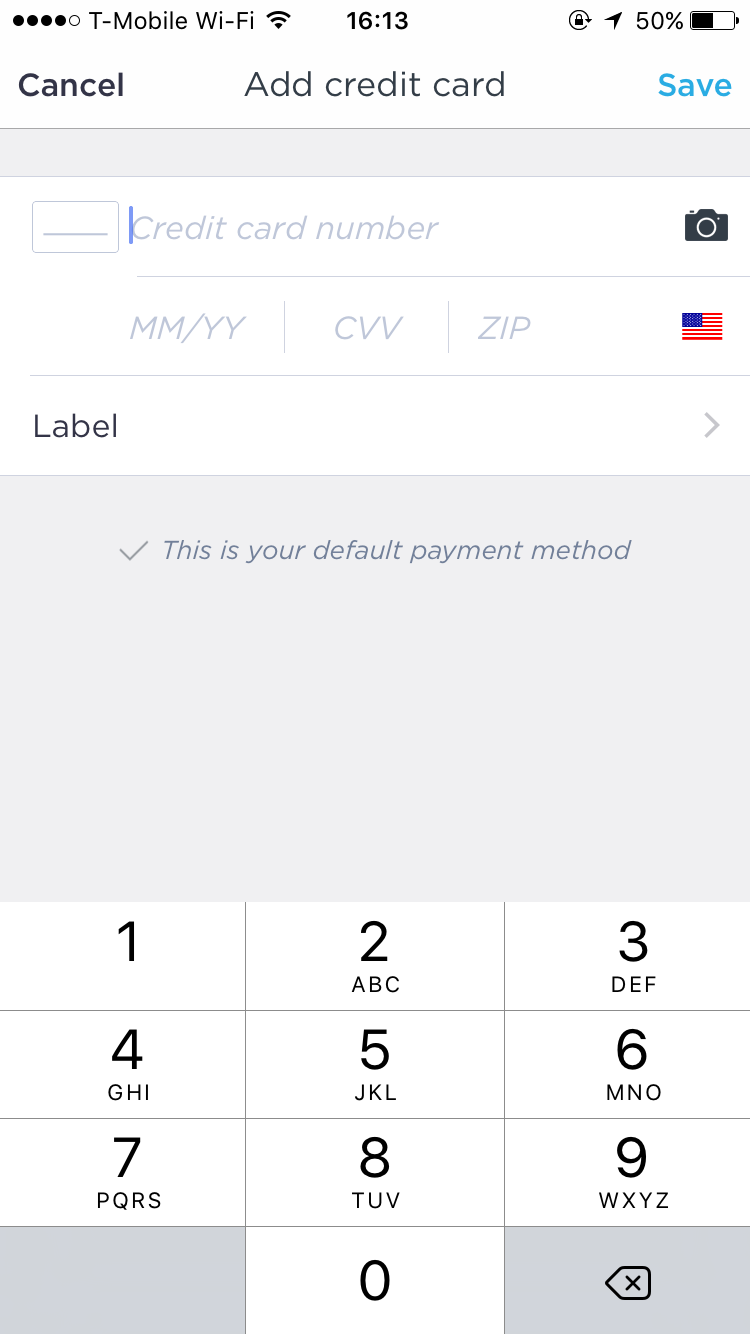 T-Mobile Wi-Fi 16:13 50%
Cancel Add credit card Save
Credit card number
MM/YY CVV ZIP
Label
This is your default payment method
1 2 3
ABC DEF
4 5 6
GHI JKL MNO
7 8 9
PQRS TUV WXYZ
0